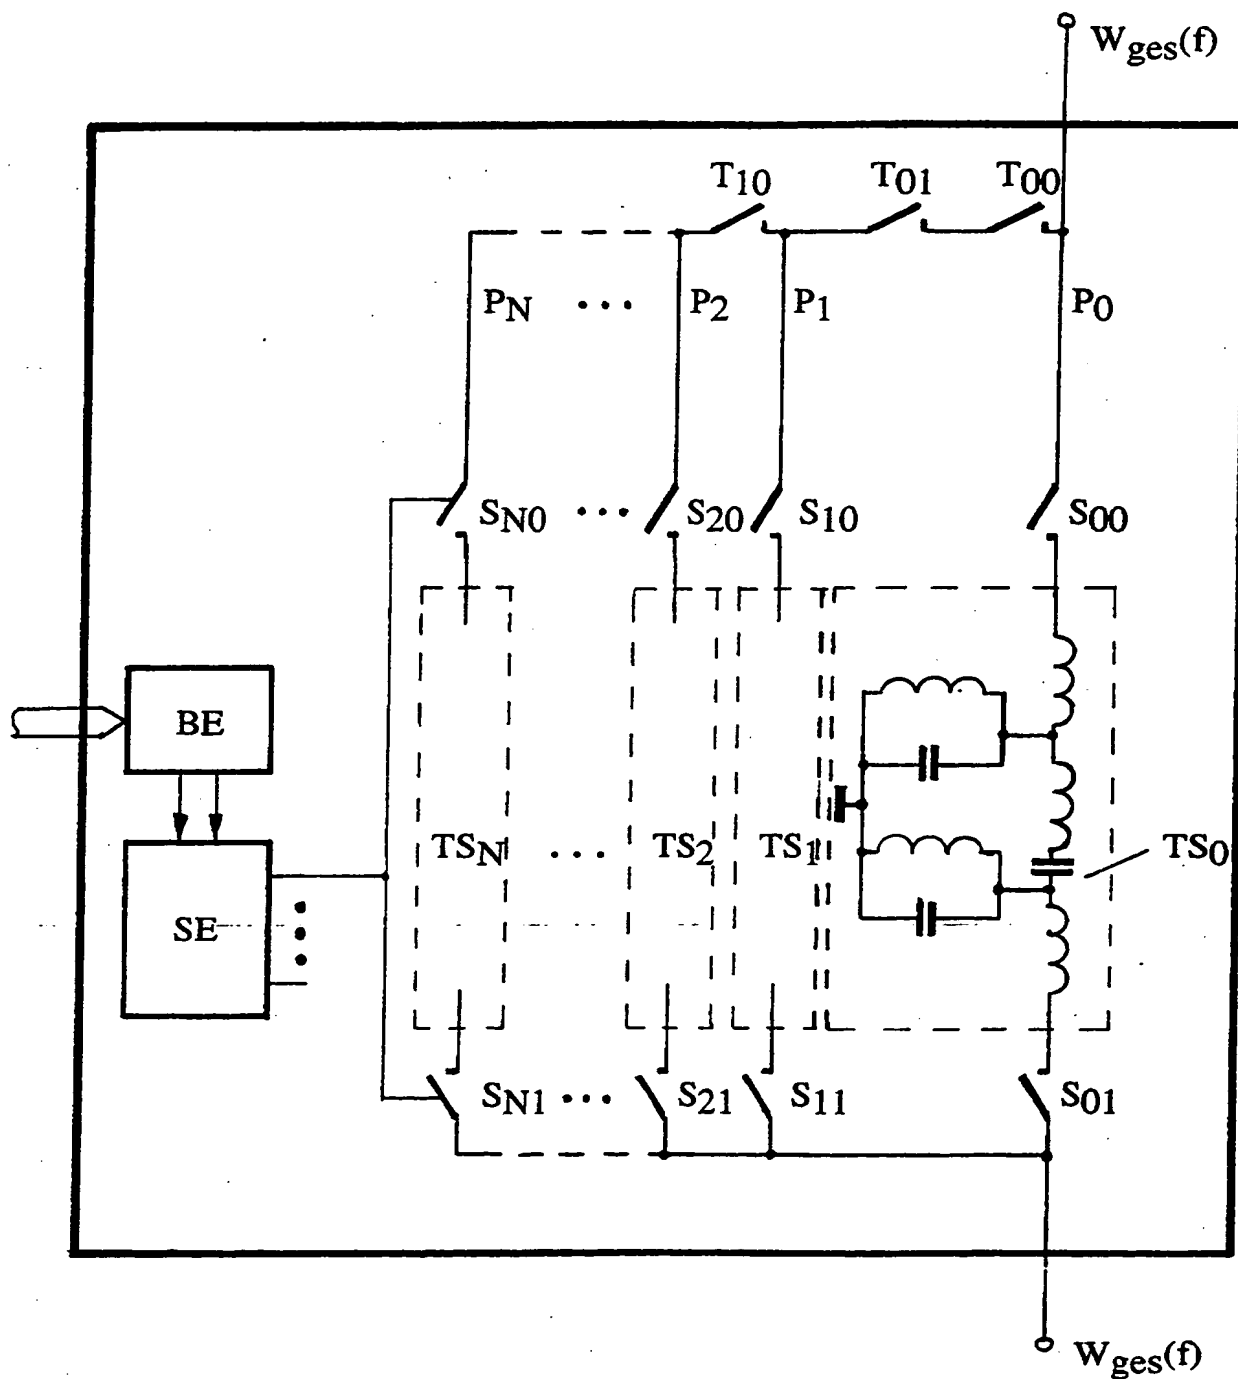 Wges(f)
T10 T01 T00
PN ... P2 P1 P0
SN0 ... S20 S10 S00
BE
TSN ... TS2 TS1 TS0
SE
SN1 ... S21 S11 S01
Wges(f)